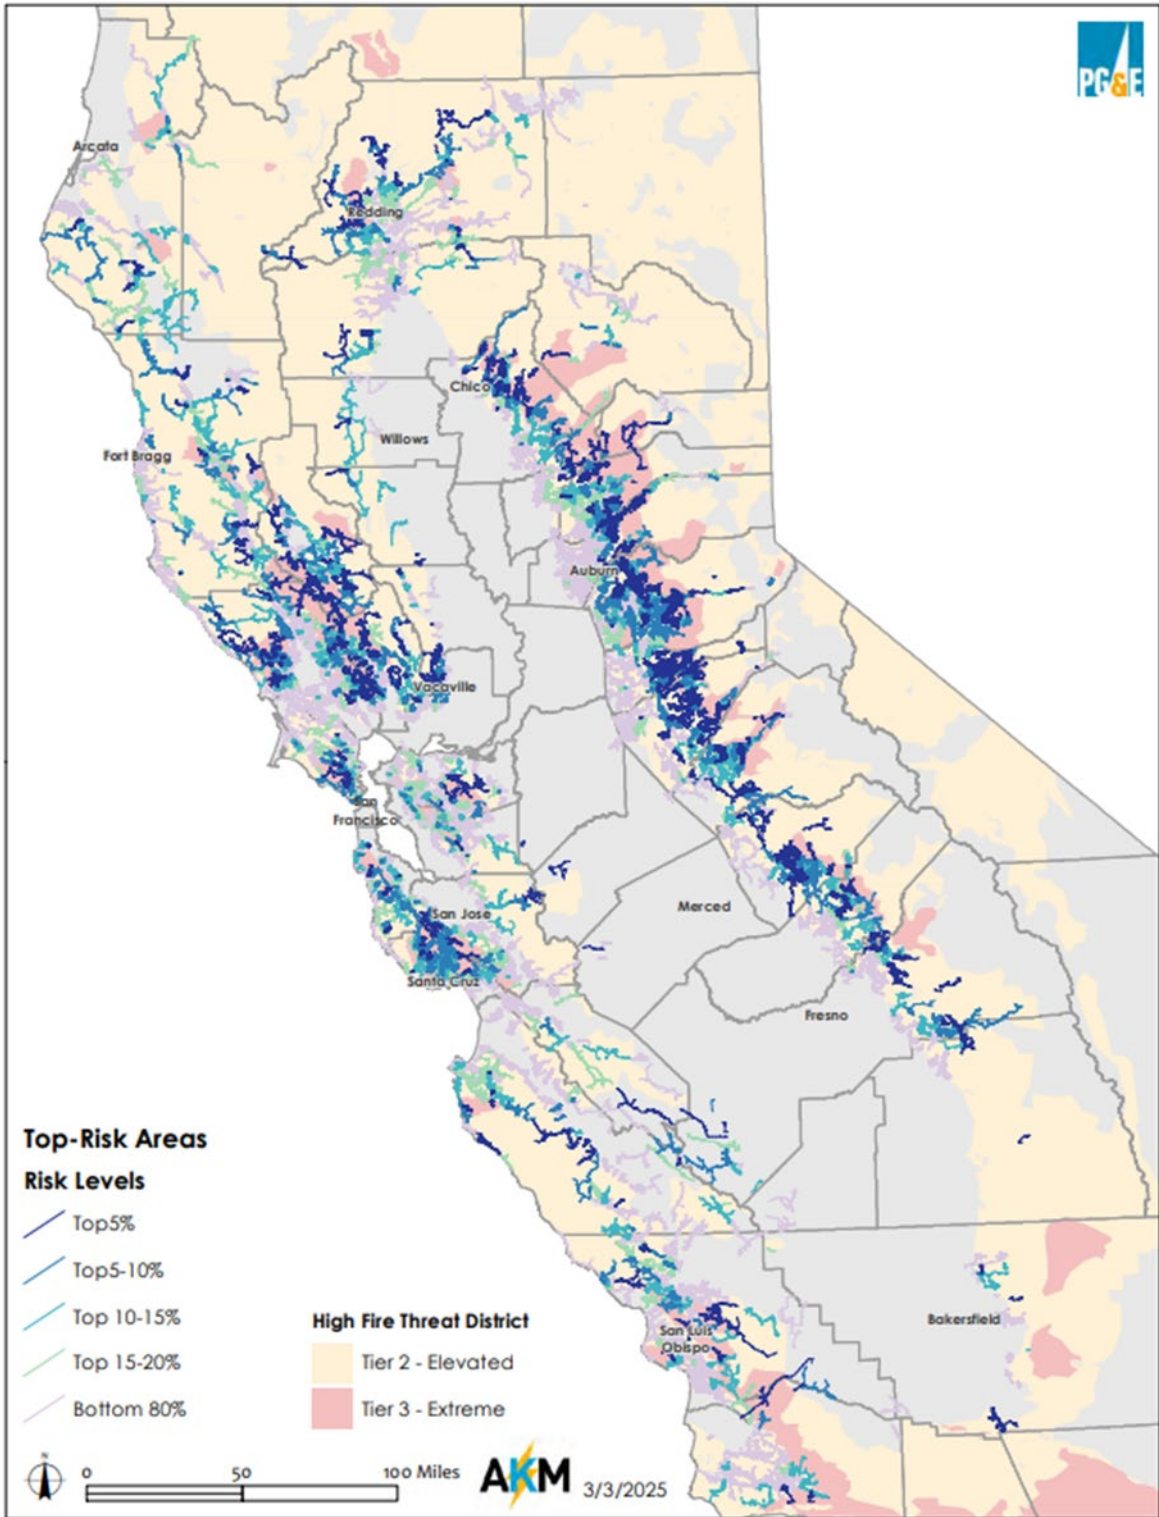 PG&E
Arcata
Redding
Chico
Willows
Fort Bragg
Auburn
Vacaville
San
Francisco
San Jose
Merced
Santa Cruz
Fresno
Top-Risk Areas
Risk Levels
Top5%
Top5-10%
Top 10-15%
Top 15-20%
Bottom 80%
High Fire Threat District
Tier 2 - Elevated
Tier 3 - Extreme
Bakersfield
San Luis
Obispo
N
0 50 100 Miles
AKM
3/3/2025